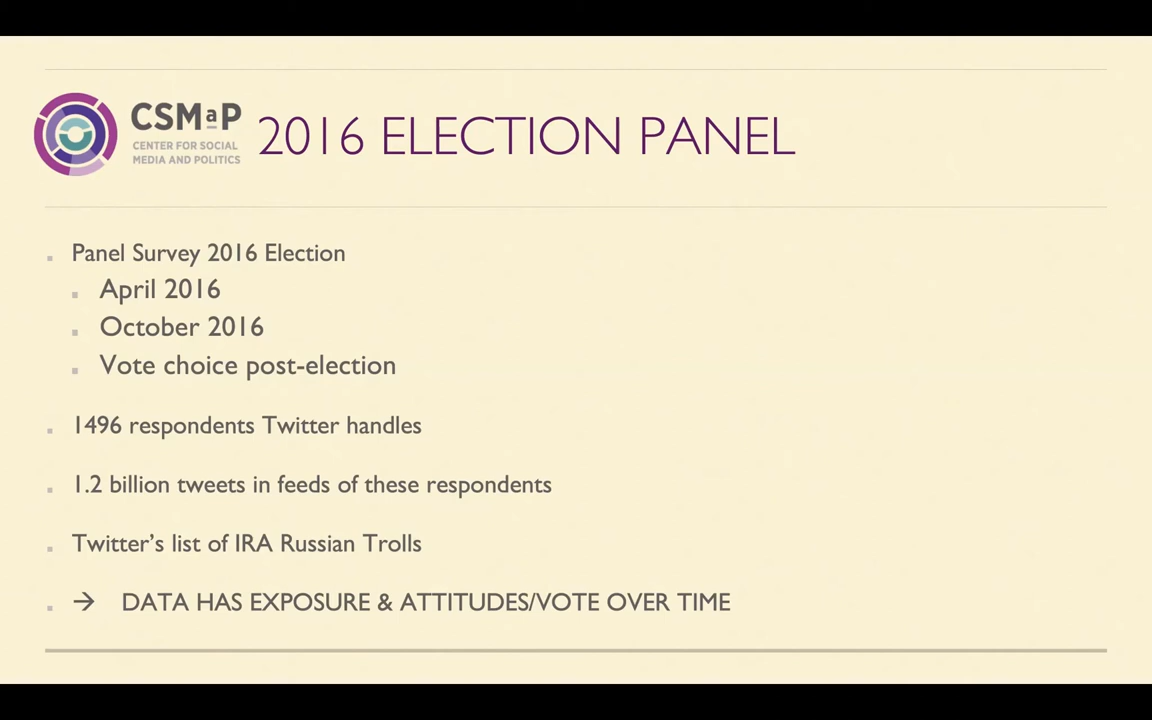 CSMaP
CENTER FOR SOCIAL
MEDIA AND POLITICS
2016 ELECTION PANEL
Panel Survey 2016 Election
April 2016
October 2016
Vote choice post-election
1496 respondents Twitter handles
1.2 billion tweets in feeds of these respondents
Twitter’s list of IRA Russian Trolls
→ DATA HAS EXPOSURE & ATTITUDES/VOTE OVER TIME